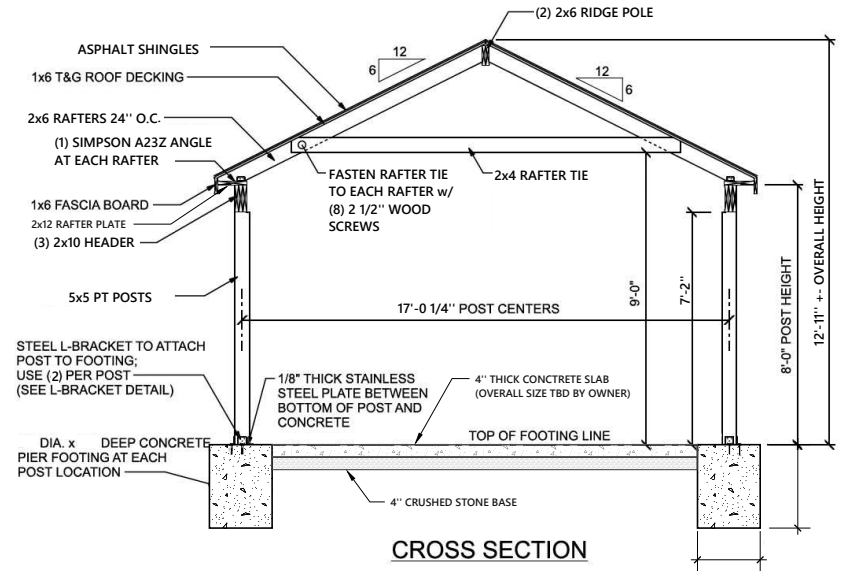 (2) 2x6 RIDGE POLE
ASPHALT SHINGLES
12
6
1x6 T&G ROOF DECKING
12
6
2x6 RAFTERS 24'' O.C.
(1) SIMPSON A23Z ANGLE
AT EACH RAFTER
FASTEN RAFTER TIE
TO EACH RAFTER w/
(8) 2 1/2'' WOOD
SCREWS
2x4 RAFTER TIE
1x6 FASCIA BOARD
2x12 RAFTER PLATE
(3) 2x10 HEADER
5x5 PT POSTS
17'-0 1/4'' POST CENTERS
9'-0''
7'-2''
8'-0" POST HEIGHT
12'-11'' +- OVERALL HEIGHT
STEEL L-BRACKET TO ATTACH
POST TO FOOTING;
USE (2) PER POST
(SEE L-BRACKET DETAIL)
1/8" THICK STAINLESS
STEEL PLATE BETWEEN
BOTTOM OF POST AND
CONCRETE
4'' THICK CONCRETE SLAB
(OVERALL SIZE TBD BY OWNER)
TOP OF FOOTING LINE
DIA. x DEEP CONCRETE
PIER FOOTING AT EACH
POST LOCATION
4'' CRUSHED STONE BASE
CROSS SECTION